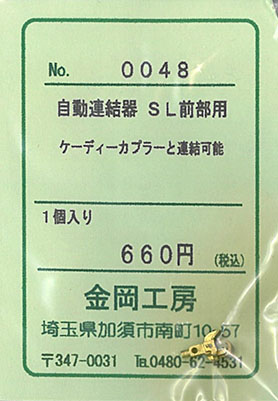 No. 0048
自動連結器 SL前部用
ケーディーカプラーと連結可能
1個入り
660円 (税込)
金岡工房
埼玉県加須市南町10-57
〒347-0031 TEL0480-62-4531